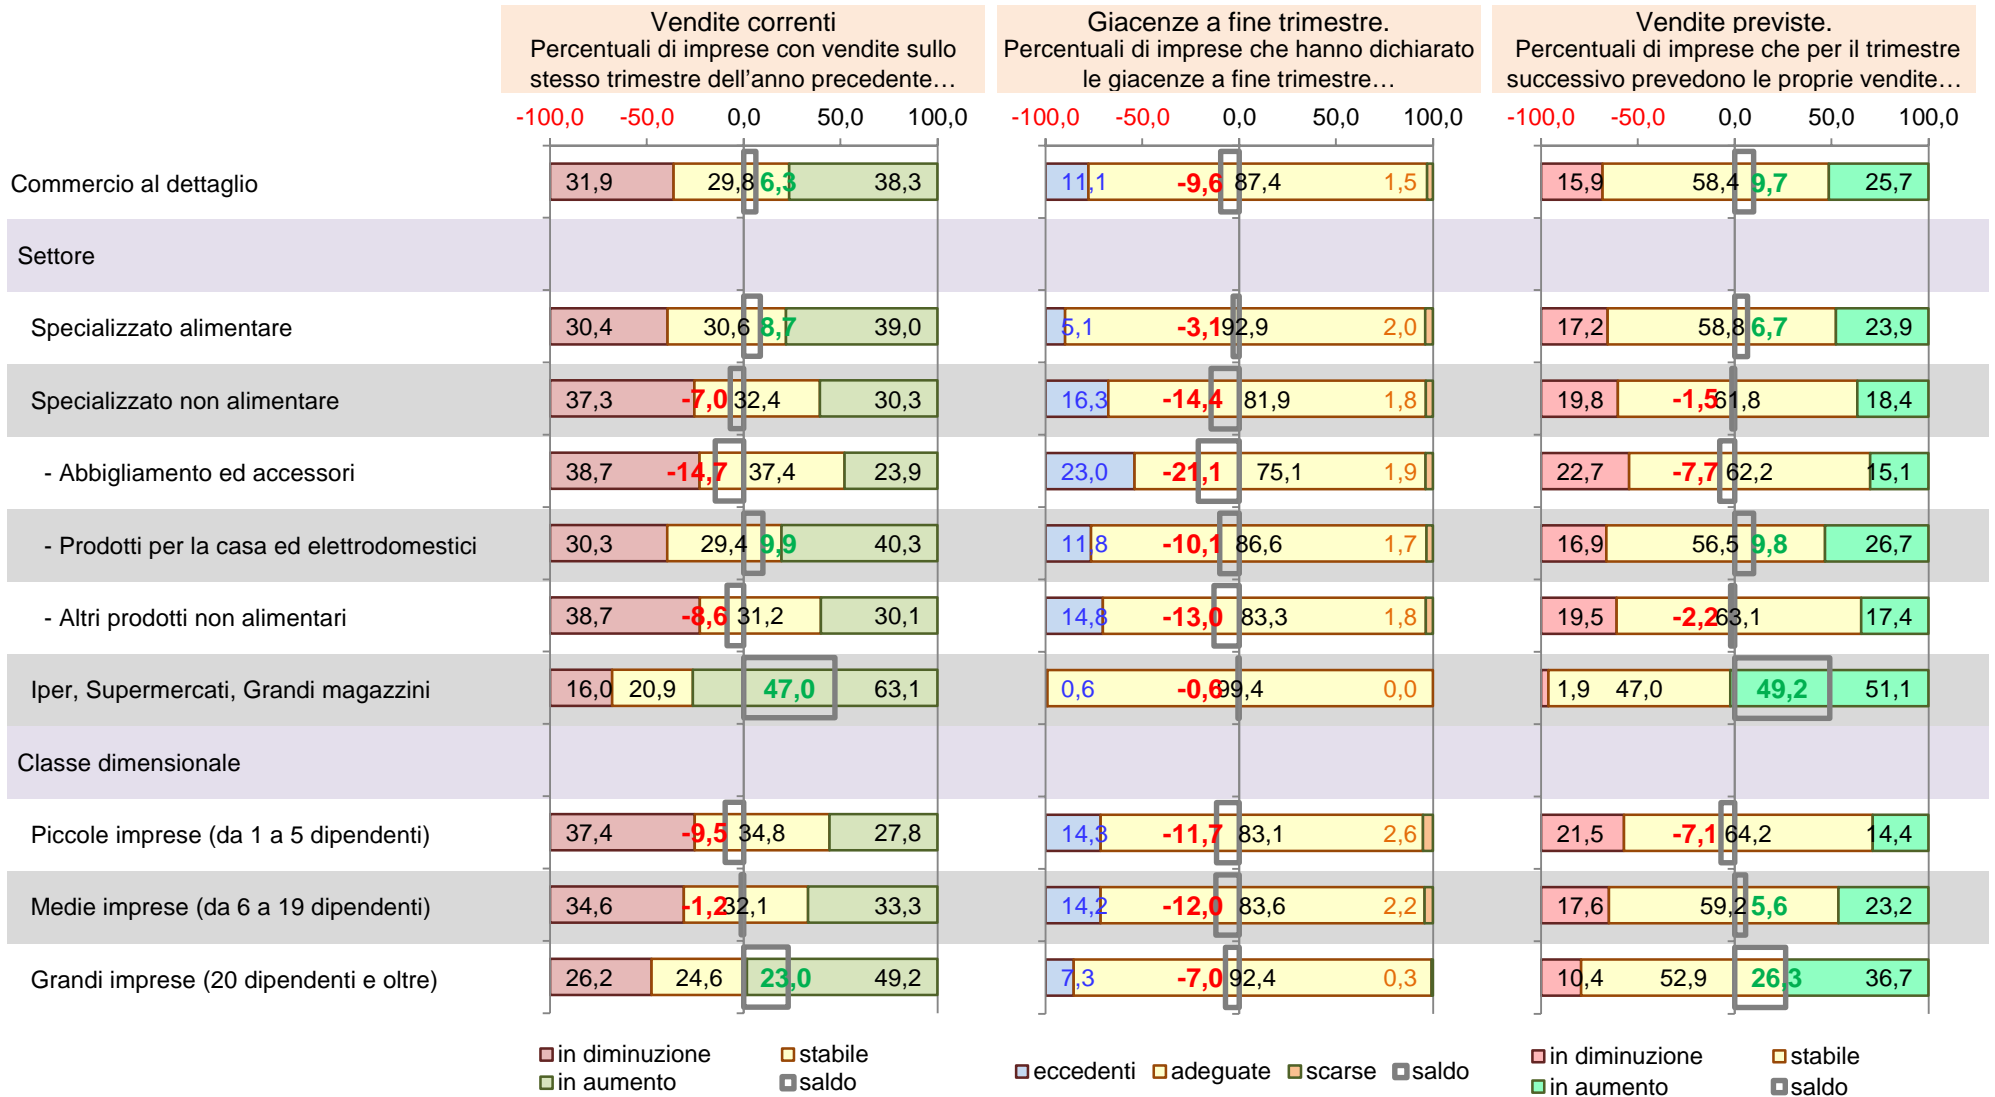 Vendite correnti
Percentuali di imprese con vendite sullo
stesso trimestre dell'anno precedente…
Giacenze a fine trimestre.
Percentuali di imprese che hanno dichiarato
le giacenze a fine trimestre…
Vendite previste.
Percentuali di imprese che per il trimestre
successivo prevedono le proprie vendite…
-100,0 -50,0 0,0 50,0 100,0 -100,0 -50,0 0,0 50,0 100,0 -100,0 -50,0 0,0 50,0 100,0
Commercio al dettaglio 31,9 29,8 6,3 38,3 11,1 -9,6 87,4 1,5 15,9 58,4 9,7 25,7
Settore
Specializzato alimentare 30,4 30,6 8,7 39,0 5,1 -3,1 92,9 2,0 17,2 58,8 6,7 23,9
Specializzato non alimentare 37,3 -7,0 32,4 30,3 16,3 -14,4 81,9 1,8 19,8 -1,5 61,8 18,4
- Abbigliamento ed accessori 38,7 -14,7 37,4 23,9 23,0 -21,1 75,1 1,9 22,7 -7,7 62,2 15,1
- Prodotti per la casa ed elettrodomestici 30,3 29,4 9,9 40,3 11,8 -10,1 86,6 1,7 16,9 56,5 9,8 26,7
- Altri prodotti non alimentari 38,7 -8,6 31,2 30,1 14,8 -13,0 83,3 1,8 19,5 -2,2 63,1 17,4
Iper, Supermercati, Grandi magazzini 16,0 20,9 47,0 63,1 0,6 -0,6 99,4 0,0 1,9 47,0 49,2 51,1
Classe dimensionale
Piccole imprese (da 1 a 5 dipendenti) 37,4 -9,5 34,8 27,8 14,3 -11,7 83,1 2,6 21,5 -7,1 64,2 14,4
Medie imprese (da 6 a 19 dipendenti) 34,6 -1,2 32,1 33,3 14,2 -12,0 83,6 2,2 17,6 59,2 5,6 23,2
Grandi imprese (20 dipendenti e oltre) 26,2 24,6 23,0 49,2 7,3 -7,0 92,4 0,3 10,4 52,9 26,3 36,7
in diminuzione stabile
in aumento saldo
eccedenti adeguate scarse saldo
in diminuzione stabile
in aumento saldo